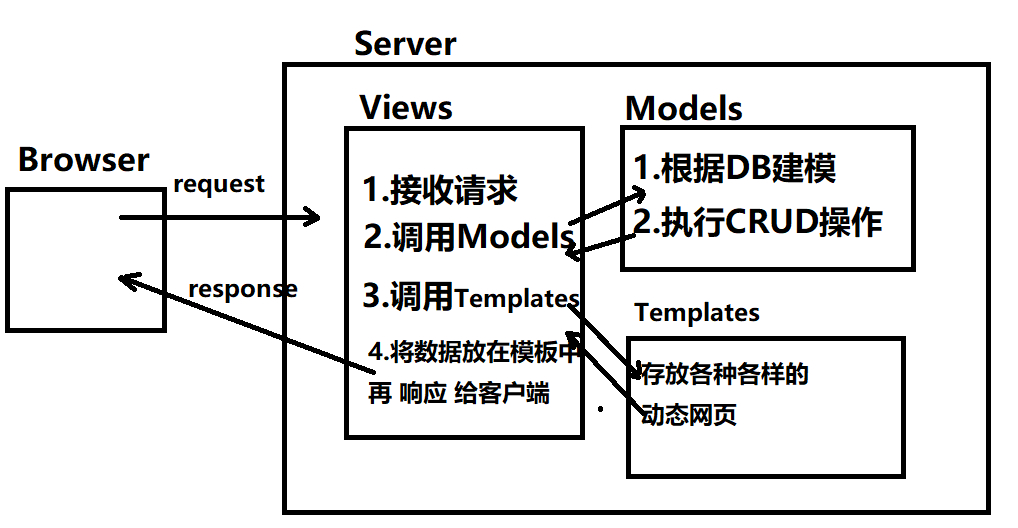 Server
Views
Models
Browser
request
response
1.接收请求
2.调用Models
3.调用Templates
4.将数据放在模板中
再 响应 给客户端
1.根据DB建模
2.执行CRUD操作
Templates
存放各种各样的
动态网页